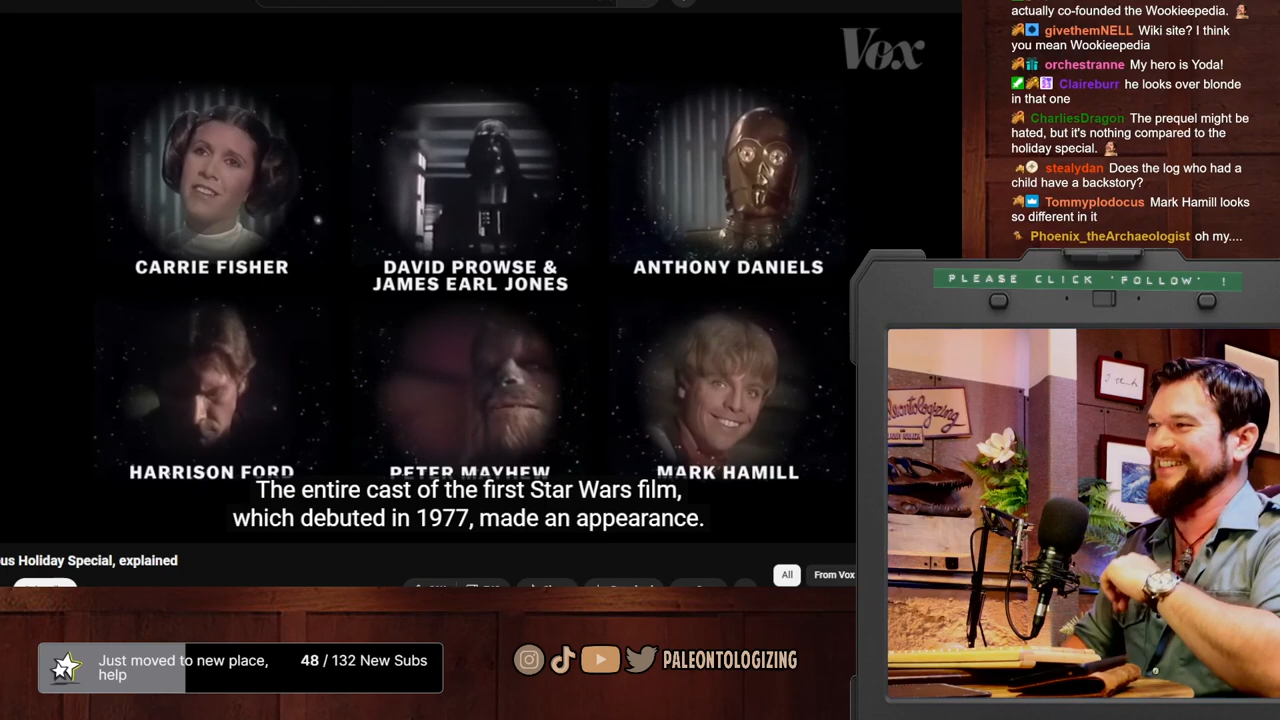 Vox
CARRIE FISHER
DAVID PROWSE &
JAMES EARL JONES
ANTHONY DANIELS
HARRISON FORD
PETER MAYHEW
MARK HAMILL
The entire cast of the first Star Wars film,
which debuted in 1977, made an appearance.
us Holiday Special, explained
All
From Vox
actually co-founded the Wookieepedia.
givethemNELL Wiki site? I think
you mean Wookieepedia
orchestranne My hero is Yoda!
Claireburr he looks over blonde
in that one
CharliesDragon The prequel might be
hated, but it's nothing compared to the
holiday special.
stealydan Does the log who had a
child have a backstory?
Tommyplodocus Mark Hamill looks
so different in it
Phoenix_theArchaeologist oh my....
PLEASE CLICK "FOLLOW" !
Just moved to new place,
help
48 / 132 New Subs
PALEONTOLOGIZING